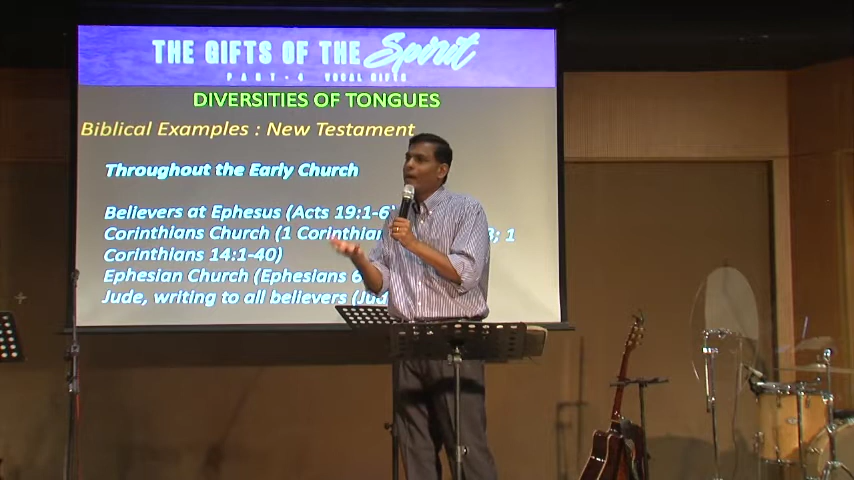 THE GIFTS OF THE Spirit
PART-4 VOCAL GIFTS
DIVERSITIES OF TONGUES
Biblical Examples : New Testament
Throughout the Early Church
Believers at Ephesus (Acts 19:1-6)
Corinthians Church (1 Corinthian ; 1
Corinthians 14:1-40)
Ephesian Church (Ephesians 6
Jude, writing to all believers (Jud